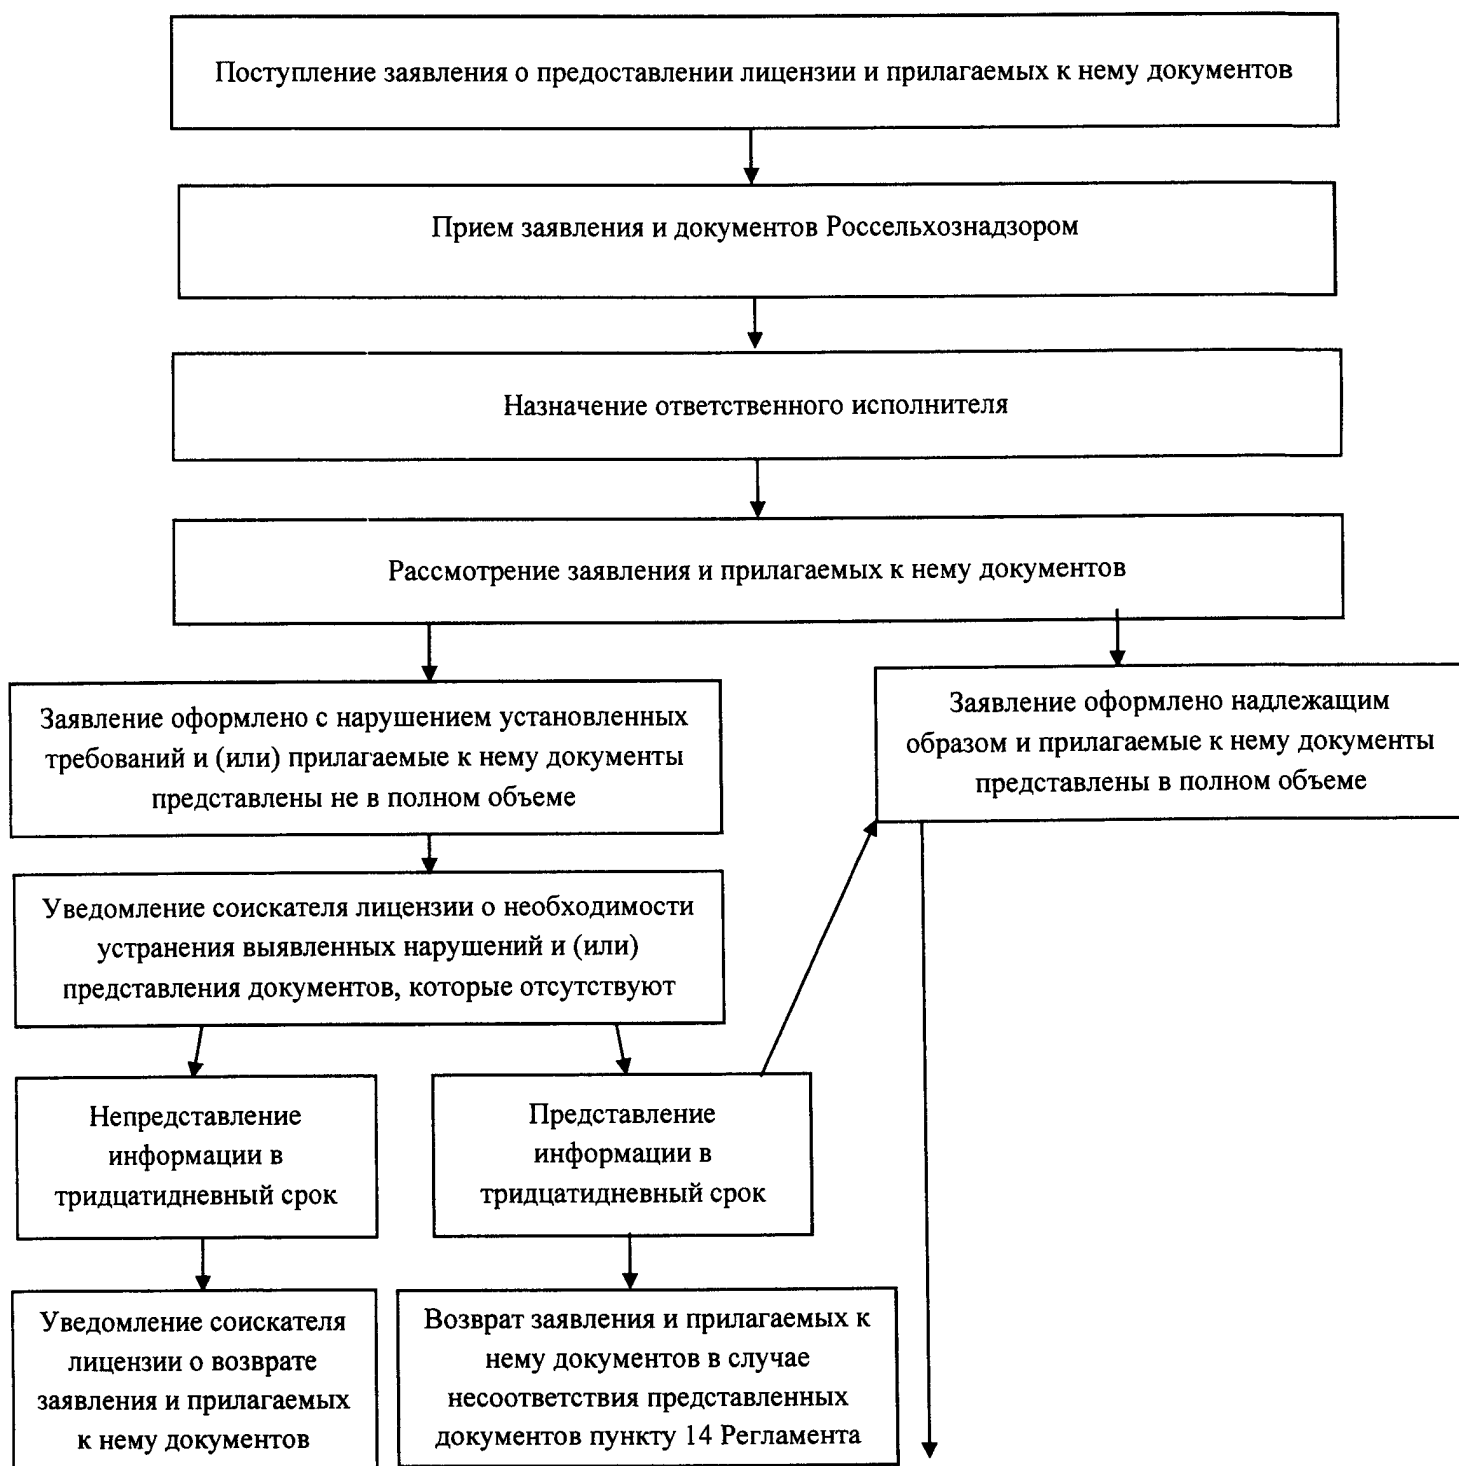 Поступление заявления о предоставлении лицензии и прилагаемых к нему документов
Прием заявления и документов Россельхознадзором
Назначение ответственного исполнителя
Рассмотрение заявления и прилагаемых к нему документов
Заявление оформлено с нарушением установленных
требований и (или) прилагаемые к нему документы
представлены не в полном объеме
Заявление оформлено надлежащим
образом и прилагаемые к нему документы
представлены в полном объеме
Уведомление соискателя лицензии о необходимости
устранения выявленных нарушений и (или)
представления документов, которые отсутствуют
Непредставление
информации в
тридцатидневный срок
Представление
информации в
тридцатидневный срок
Уведомление соискателя
лицензии о возврате
заявления и прилагаемых
к нему документов
Возврат заявления и прилагаемых к
нему документов в случае
несоответствия представленных
документов пункту 14 Регламента